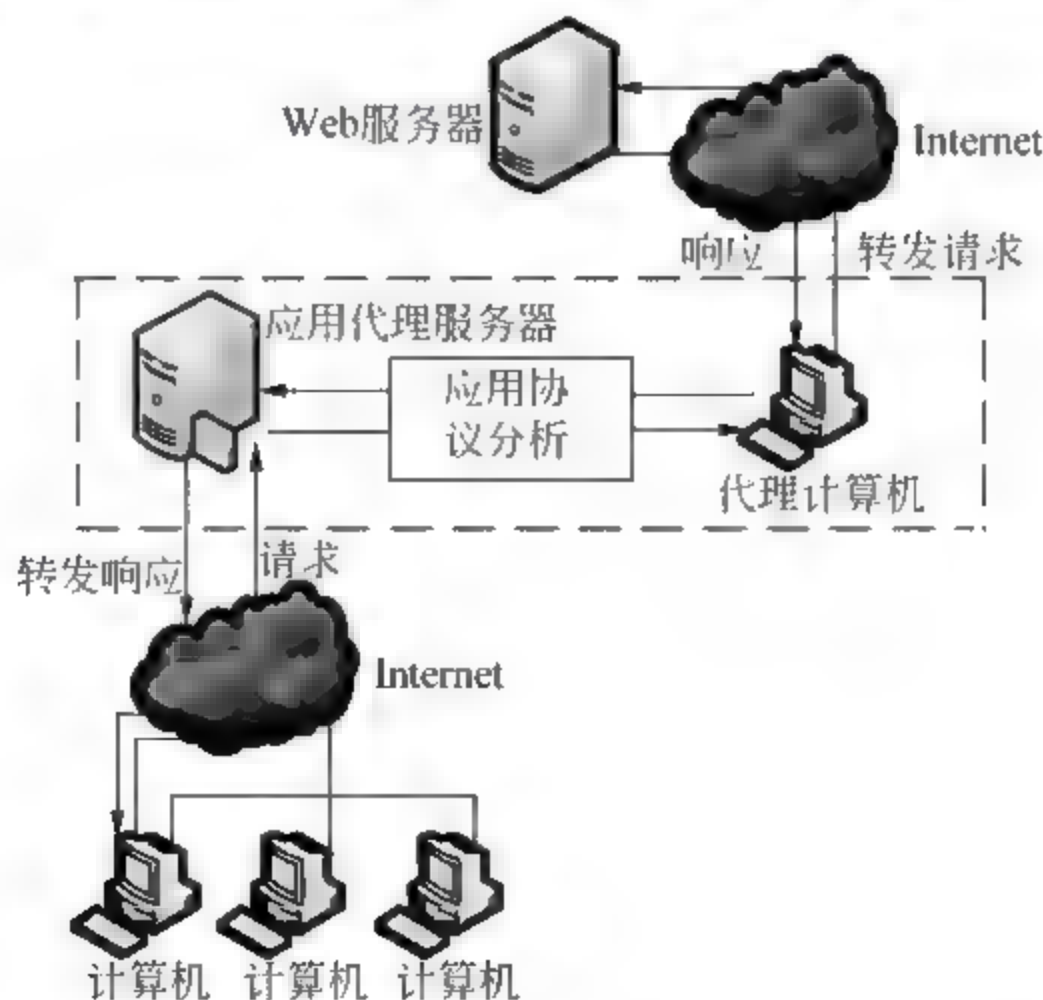 Web服务器
Internet
响应
转发请求
应用代理服务器
应用协
议分析
代理计算机
转发响应
请求
Internet
计算机
计算机
计算机